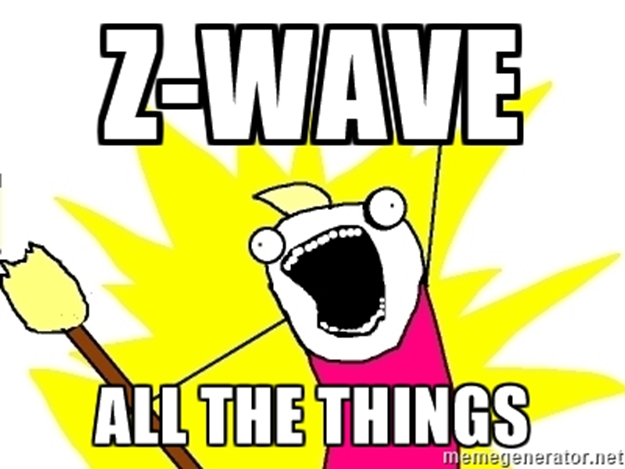 Z-WAVE
ALL THE THINGS
memegenerator.net